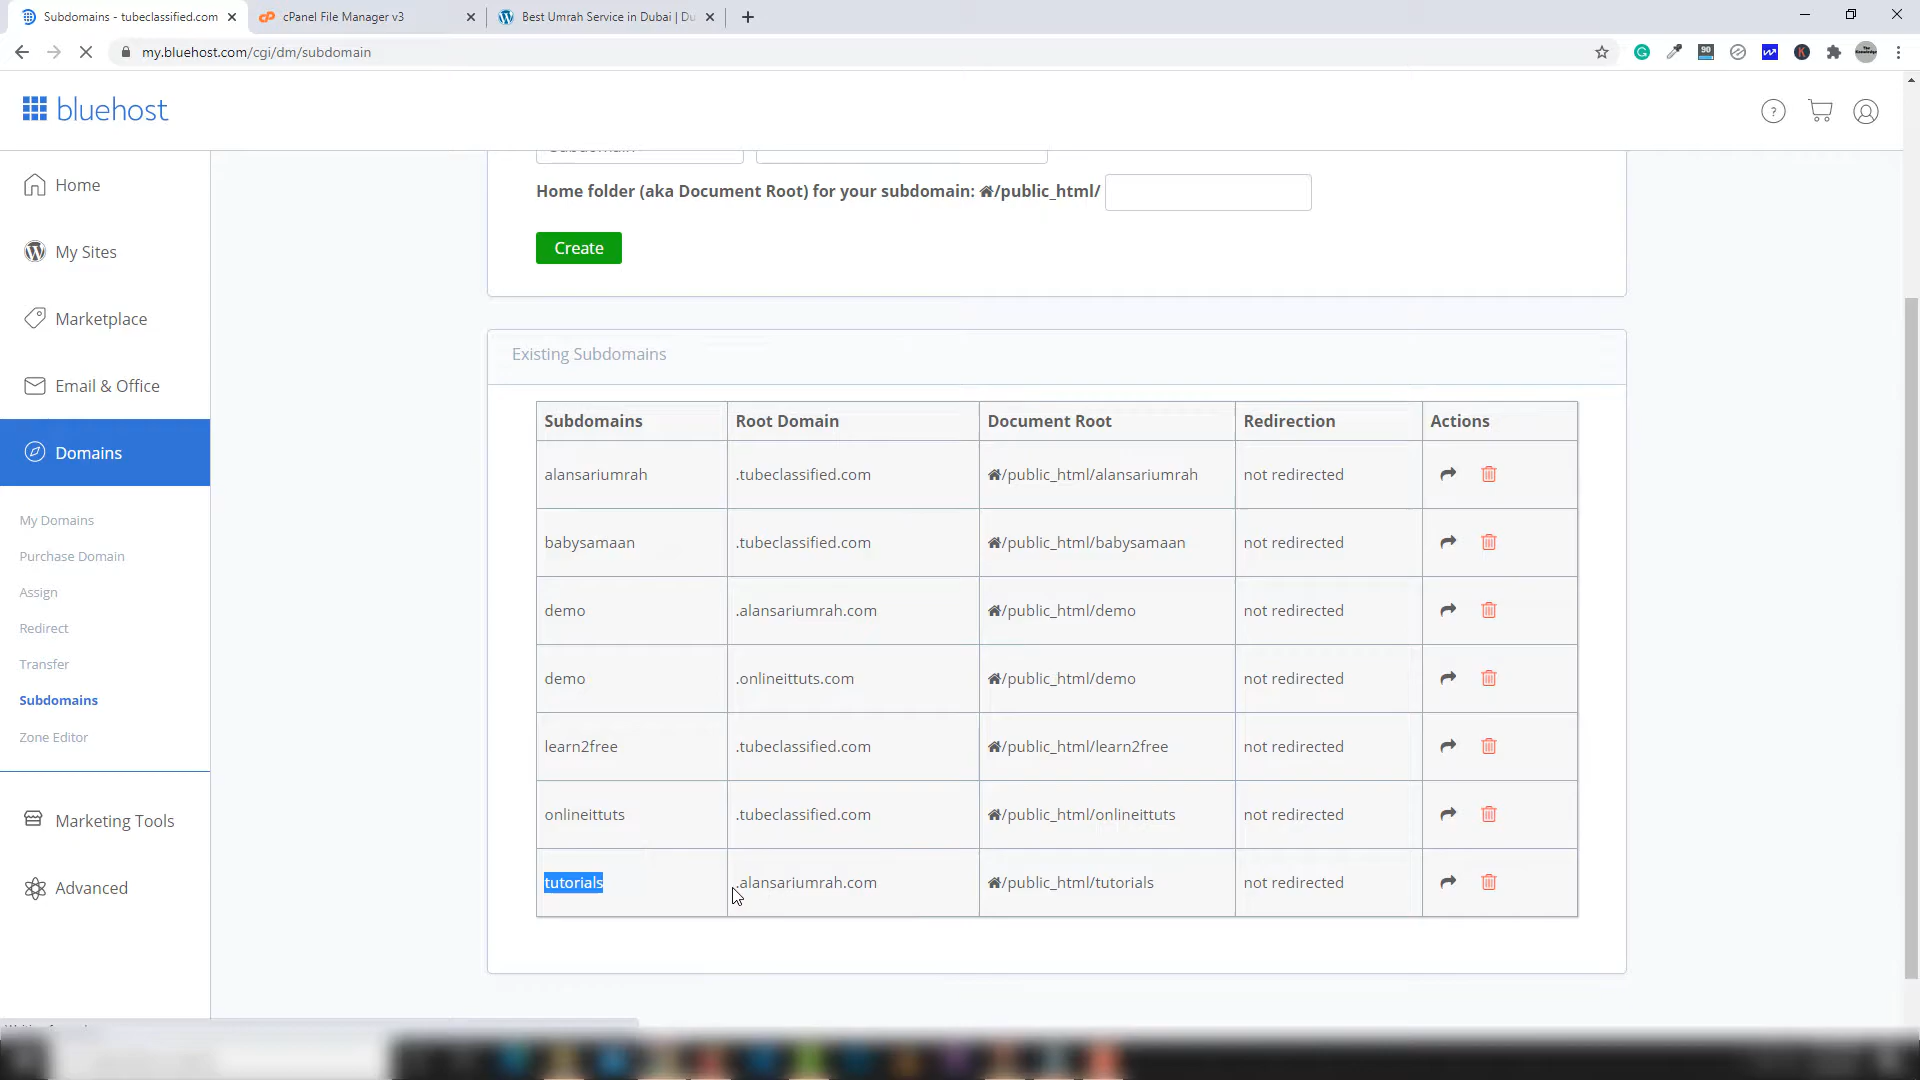 Subdomains - tubeclassified.com
cPanel File Manager v3
Best Umrah Service in Dubai | Du
my.bluehost.com/cgi/dm/subdomain
90
K
bluehost
?
Home
My Sites
Marketplace
Email & Office
Domains
My Domains
Purchase Domain
Assign
Redirect
Transfer
Subdomains
Zone Editor
Marketing Tools
Advanced
Home folder (aka Document Root) for your subdomain: /public_html/
Create
Existing Subdomains
Subdomains Root Domain Document Root Redirection Actions
alansariumrah .tubeclassified.com /public_html/alansariumrah not redirected
babysamaan .tubeclassified.com /public_html/babysamaan not redirected
demo .alansariumrah.com /public_html/demo not redirected
demo .onlineittuts.com /public_html/demo not redirected
learn2free .tubeclassified.com /public_html/learn2free not redirected
onlineittuts .tubeclassified.com /public_html/onlineittuts not redirected
tutorials .alansariumrah.com /public_html/tutorials not redirected